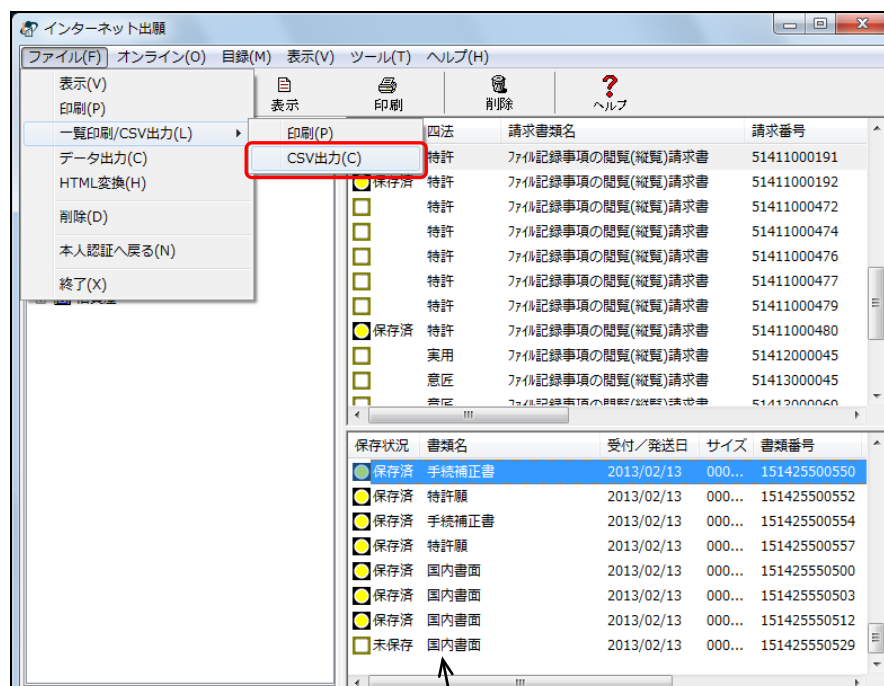 インターネット出願
ファイル(F) オンライン(O) 目録(M) 表示(V) ツール(T) ヘルプ(H)
表示 印刷 削除 ヘルプ
表示(V)
印刷(P)
一覧印刷/CSV出力(L)
データ出力(C)
HTML変換(H)
削除(D)
本人認証へ戻る(N)
終了(X)
印刷(P)
CSV出力(C)
四法 請求書類名 請求番号
特許 ファイル記録事項の閲覧(縦覧)請求書 51411000191
保存済 特許 ファイル記録事項の閲覧(縦覧)請求書 51411000192
特許 ファイル記録事項の閲覧(縦覧)請求書 51411000472
特許 ファイル記録事項の閲覧(縦覧)請求書 51411000474
特許 ファイル記録事項の閲覧(縦覧)請求書 51411000476
特許 ファイル記録事項の閲覧(縦覧)請求書 51411000477
特許 ファイル記録事項の閲覧(縦覧)請求書 51411000479
保存済 特許 ファイル記録事項の閲覧(縦覧)請求書 51411000480
実用 ファイル記録事項の閲覧(縦覧)請求書 51412000045
意匠 ファイル記録事項の閲覧(縦覧)請求書 51413000045
意匠 ファイル記録事項の閲覧(縦覧)請求書 51413000060
保存状況 書類名 受付／発送日 サイズ 書類番号
保存済 手続補正書 2013/02/13 000... 151425500550
保存済 特許願 2013/02/13 000... 151425500552
保存済 手続補正書 2013/02/13 000... 151425500554
保存済 特許願 2013/02/13 000... 151425500557
保存済 国内書面 2013/02/13 000... 151425550500
保存済 国内書面 2013/02/13 000... 151425550503
保存済 国内書面 2013/02/13 000... 151425550512
未保存 国内書面 2013/02/13 000... 151425550529